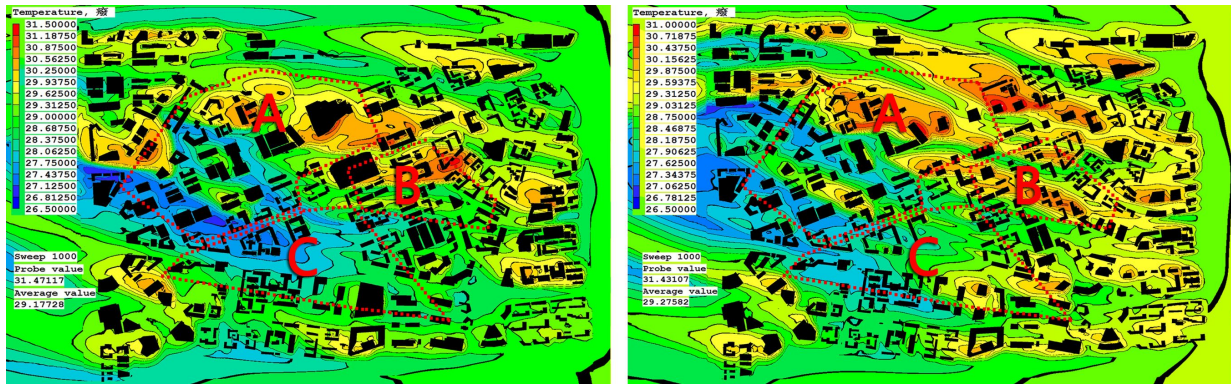 Temperature, 癈
31.50000
31.18750
30.87500
30.56250
30.25000
29.93750
29.62500
29.31250
29.00000
28.68750
28.37500
28.06250
27.75000
27.43750
27.12500
26.81250
26.50000
A
B
C
Sweep 1000
Probe value
31.47117
Average value
29.17728
Temperature, 癈
31.00000
30.71875
30.43750
30.15625
29.87500
29.59375
29.31250
29.03125
28.75000
28.46875
28.18750
27.90625
27.62500
27.34375
27.06250
26.78125
26.50000
A
B
C
Sweep 1000
Probe value
31.43107
Average value
29.27582